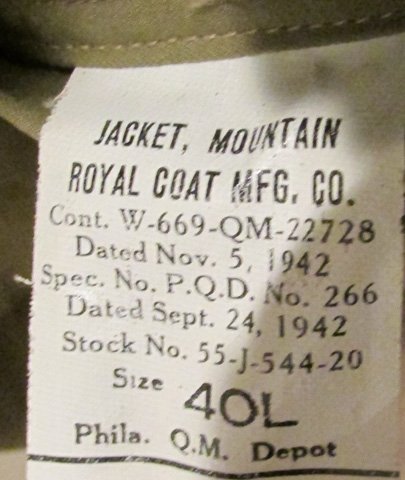 JACKET, MOUNTAIN
ROYAL COAT MFG. CO.
Cont. W-669-QM-22728
Dated Nov. 5, 1942
Spec. No. P.Q.D. No. 266
Dated Sept. 24, 1942
Stock No. 55-J-544-20
Size 40L
Phila. Q.M. Depot